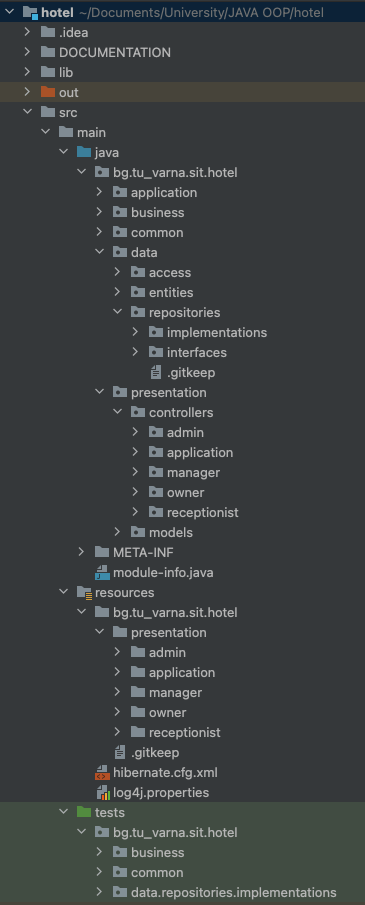 hotel ~/Documents/University/JAVA OOP/hotel
.idea
DOCUMENTATION
lib
out
src
main
java
bg.tu_varna.sit.hotel
application
business
common
data
access
entities
repositories
implementations
interfaces
.gitkeep
presentation
controllers
admin
application
manager
owner
receptionist
models
META-INF
module-info.java
resources
bg.tu_varna.sit.hotel
presentation
admin
application
manager
owner
receptionist
.gitkeep
hibernate.cfg.xml
log4j.properties
tests
bg.tu_varna.sit.hotel
business
common
data.repositories.implementations